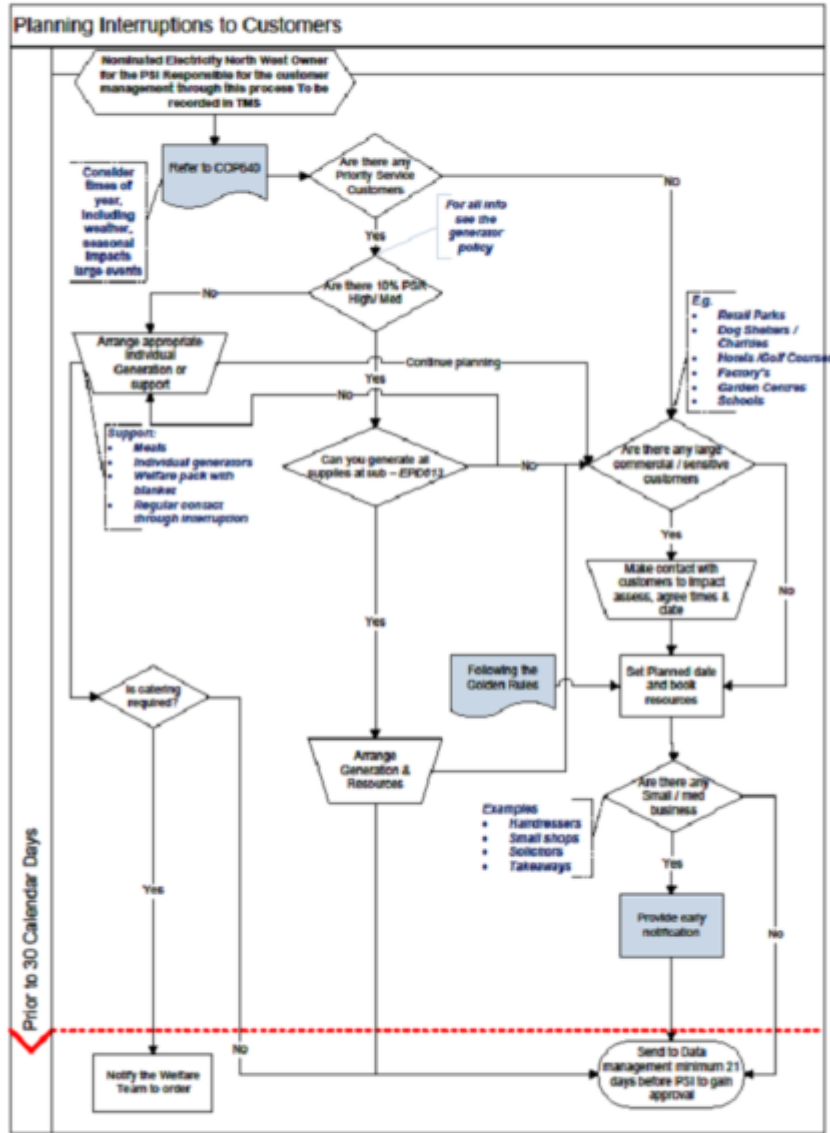 Planning Interruptions to Customers
Nominated Electricity North West Owner
for the PSI Responsible for the customer
management through this process To be
recorded in TMS
Refer to COP540
Consider
times of
year,
including
weather,
seasonal
impacts
large events
Are there any
Priority Service
Customers
No
Yes
For all info
see the
generator
policy
Are there 10% PSR
High/ Med
No
Yes
Arrange appropriate
Individual
Generation or
support
Continue planning
No
E.g.
• Retail Parks
• Dog Shelters /
Charities
• Hotels /Golf Courses
• Factory's
• Garden Centres
• Schools
Support:
• Meals
• Individual generators
• Welfare pack with
blanket
• Regular contact
through interruption
Can you generate all
supplies at sub – EPD613
No
Are there any large
commercial / sensitive
customers
Yes
No
Make contact with
customers to impact
assess, agree times &
date
Yes
Is catering
required?
Following the
Golden Rules
Set Planned date
and book
resources
Arrange
Generation &
Resources
Are there any
Small / med
business
Examples
• Hairdressers
• Small shops
• Solicitors
• Takeaways
Yes
No
Yes
Provide early
notification
Prior to 30 Calendar Days
No
Notify the Welfare
Team to order
Send to Data
management minimum 21
days before PSI to gain
approval